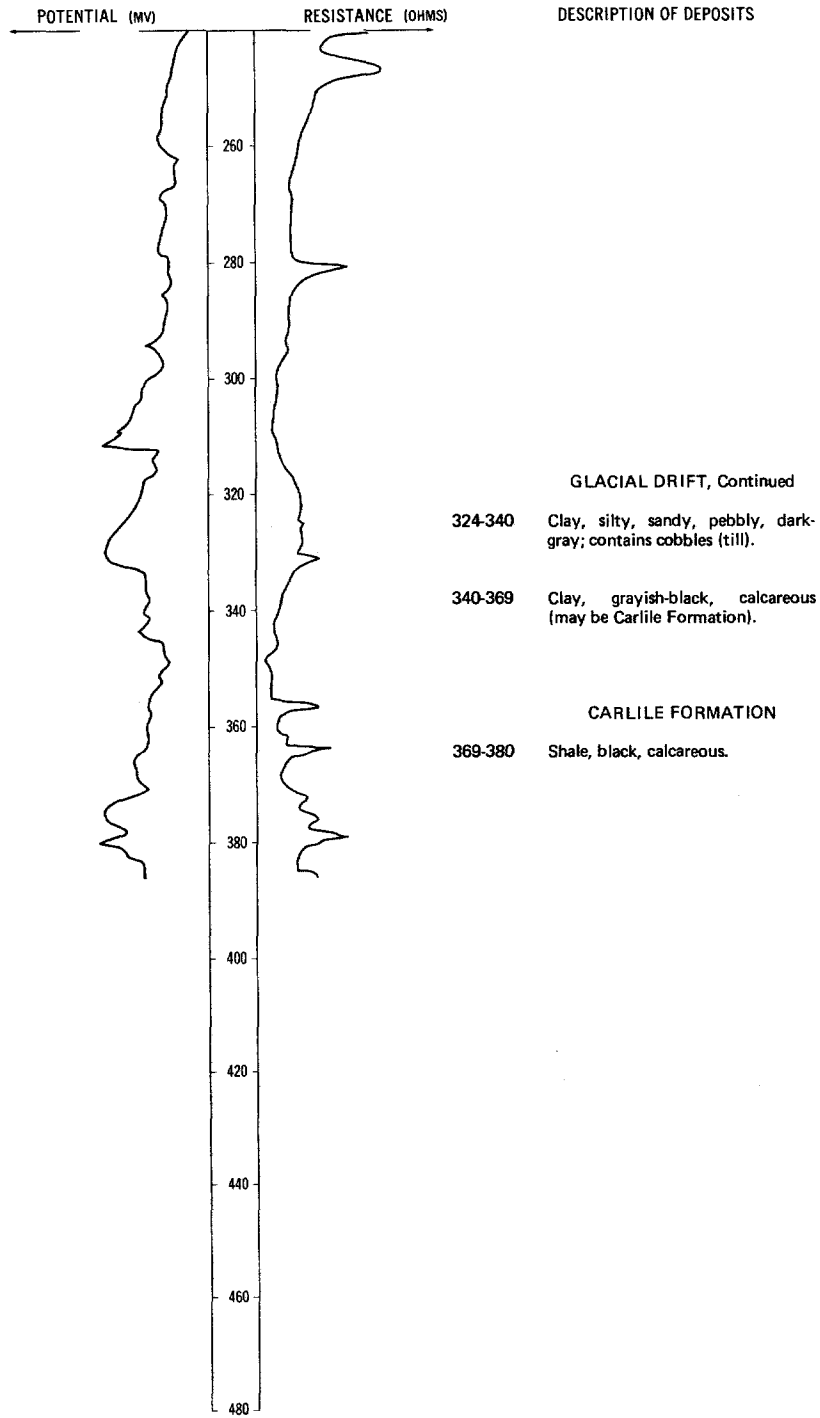 POTENTIAL (MV)
RESISTANCE (OHMS)
DESCRIPTION OF DEPOSITS
260
280
300
320
340
360
380
400
420
440
460
480
GLACIAL DRIFT, Continued
324-340 Clay, silty, sandy, pebbly, dark-
gray; contains cobbles (till).
340-369 Clay, grayish-black, calcareous
(may be Carlile Formation).
CARLILE FORMATION
369-380 Shale, black, calcareous.